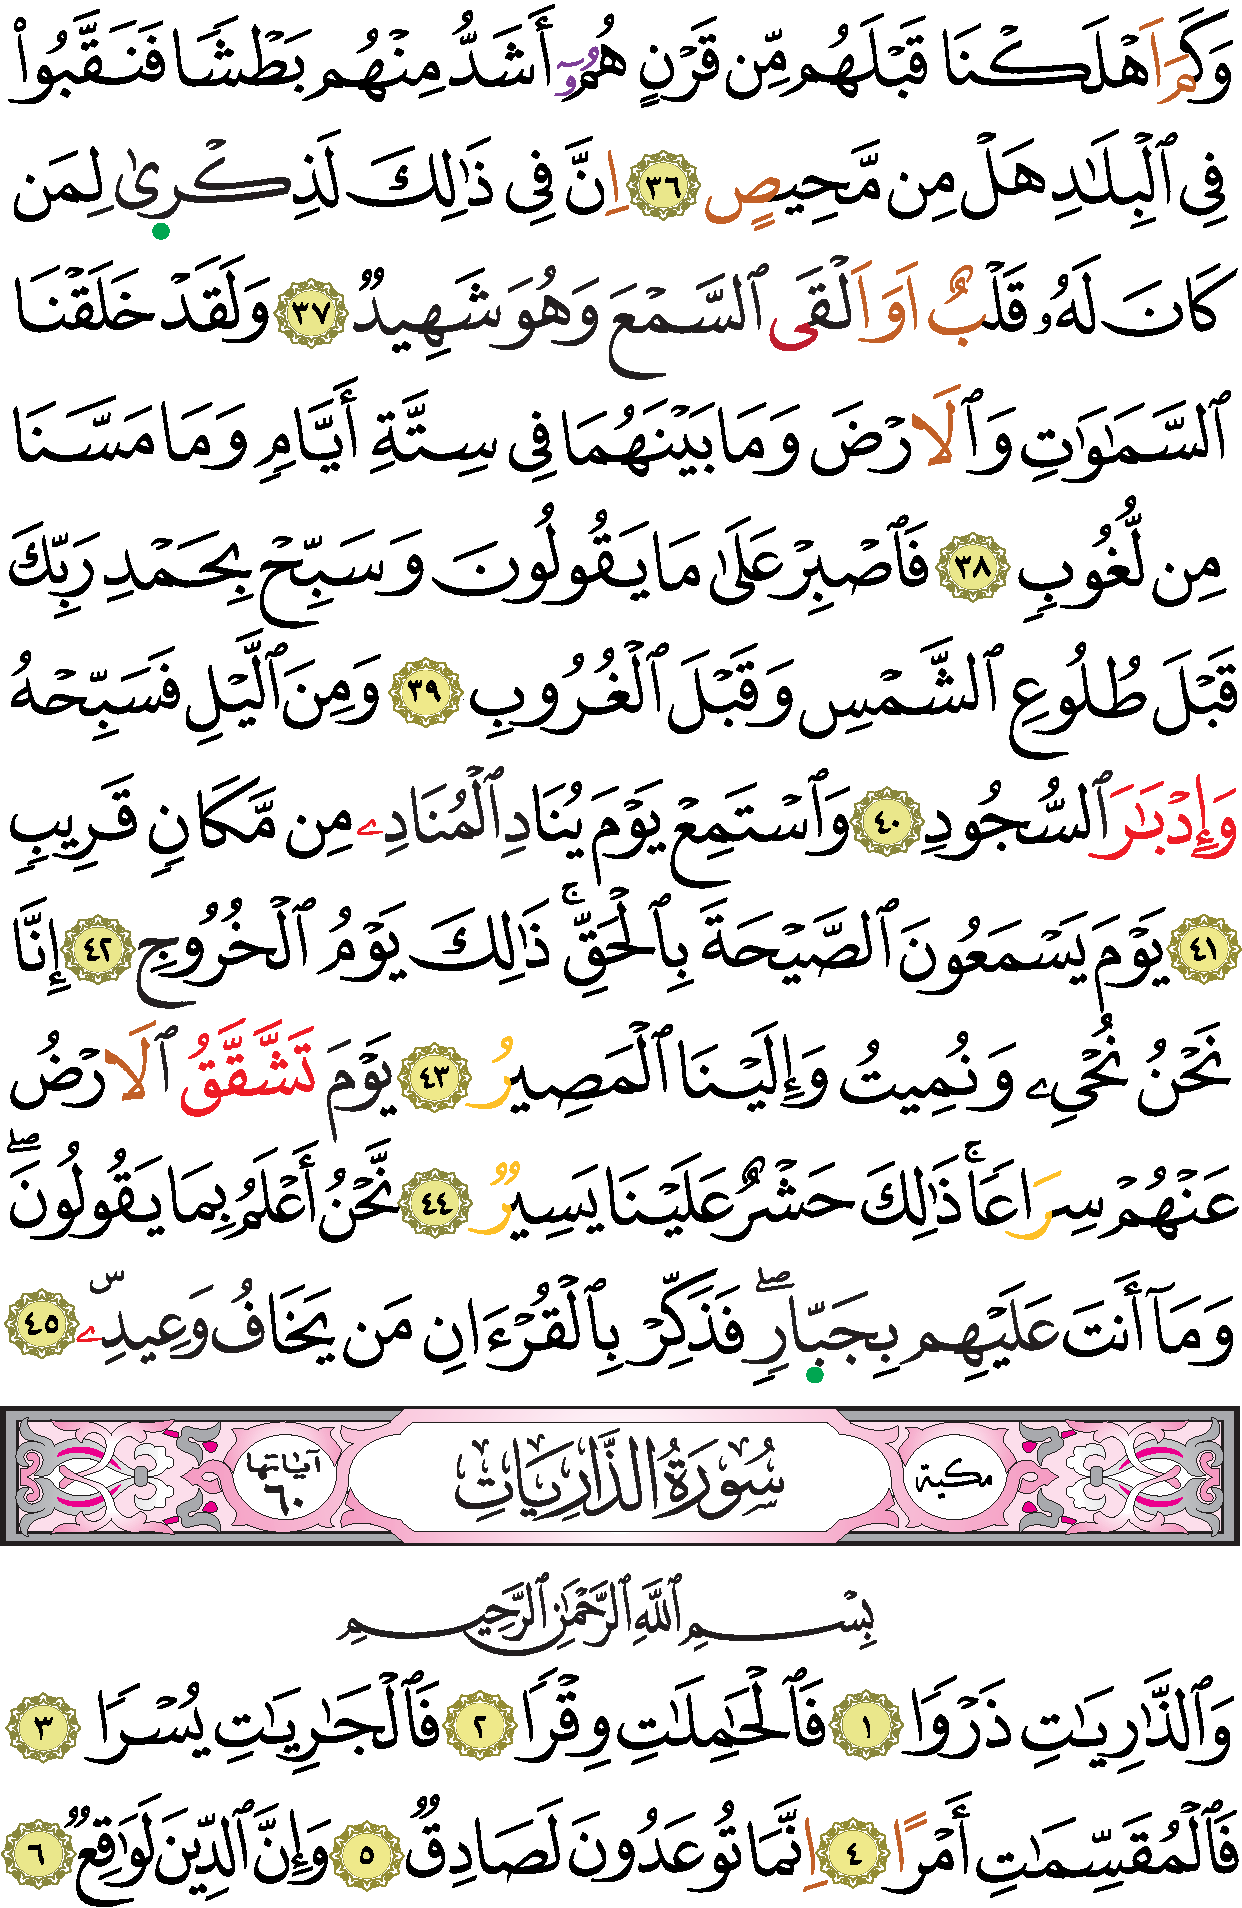 وَكَمَ اَهْلَكْنَا قَبْلَهُم مِّن قَرْنٍ هُمُۥٓ أَشَدُّ مِنْهُم بَطْشًا فَنَقَّبُوا۟
فِى ٱلْبِلَٰدِ هَلْ مِن مَّحِيصٍ ٣٦ اِنَّ فِى ذَٰلِكَ لَذِكْرِىٰ لِمَن
كَانَ لَهُۥ قَلْبٌ اَوَ اَلْقَى ٱلسَّمْعَ وَهُوَ شَهِيدٌ ٣٧ وَلَقَدْ خَلَقْنَا
ٱلسَّمَٰوَٰتِ وَٱلَارْضَ وَمَا بَيْنَهُمَا فِى سِتَّةِ أَيَّامٍ وَمَا مَسَّنَا
مِن لُّغُوبٍ ٣٨ فَٱصْبِرْ عَلَىٰ مَا يَقُولُونَ وَسَبِّحْ بِحَمْدِ رَبِّكَ
قَبْلَ طُلُوعِ ٱلشَّمْسِ وَقَبْلَ ٱلْغُرُوبِ ٣٩ وَمِنَ ٱلَّيْلِ فَسَبِّحْهُ
وَإِدْبَٰرَ ٱلسُّجُودِ ٤٠ وَٱسْتَمِعْ يَوْمَ يُنَادِ ٱلْمُنَادِۦ مِن مَّكَانٍ قَرِيبٍ
٤١ يَوْمَ يَسْمَعُونَ ٱلصَّيْحَةَ بِٱلْحَقِّۚ ذَٰلِكَ يَوْمُ ٱلْخُرُوجِ ٤٢ إِنَّا
نَحْنُ نُحْىِۦ وَنُمِيتُ وَإِلَيْنَا ٱلْمَصِيرُ ٤٣ يَوْمَ تَشَّقَّقُ ٱلَارْضُ
عَنْهُمْ سِرَاعًاۚ ذَٰلِكَ حَشْرٌ عَلَيْنَا يَسِيرٌ ٤٤ نَّحْنُ أَعْلَمُ بِمَا يَقُولُونَۖ
وَمَآ أَنتَ عَلَيْهِم بِجَبَّارٍۖ فَذَكِّرْ بِٱلْقُرْءَانِ مَن يَخَافُ وَعِيدِۦ س ٤٥
مكية سُورَةُ الذَّارِيَاتِ آياتها ٦٠
بِسْمِ ٱللَّهِ ٱلرَّحْمَٰنِ ٱلرَّحِيمِ
وَٱلذَّٰرِيَٰتِ ذَرْوًا ١ فَٱلْحَٰمِلَٰتِ وِقْرًا ٢ فَٱلْجَٰرِيَٰتِ يُسْرًا ٣
فَٱلْمُقَسِّمَٰتِ أَمْرًا ٤ اِنَّمَا تُوعَدُونَ لَصَادِقٌ ٥ وَإِنَّ ٱلدِّينَ لَوَٰقِعٌ ٦